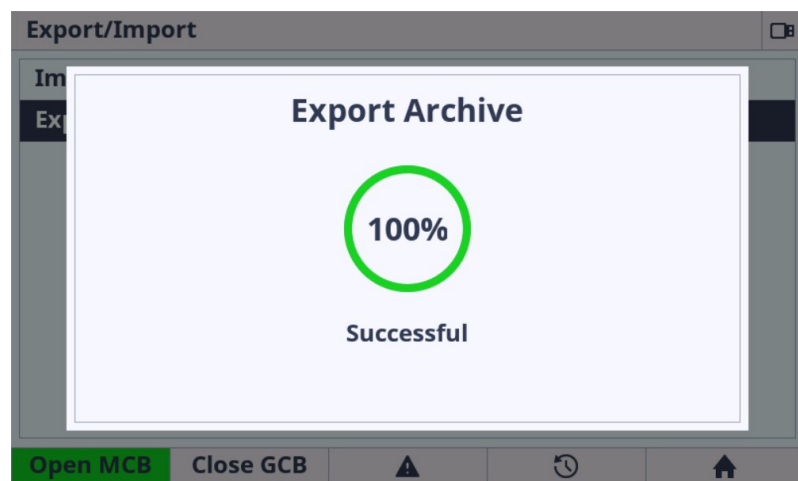 Export/Import
Im
Exp
Export Archive
100%
Successful
Open MCB
Close GCB